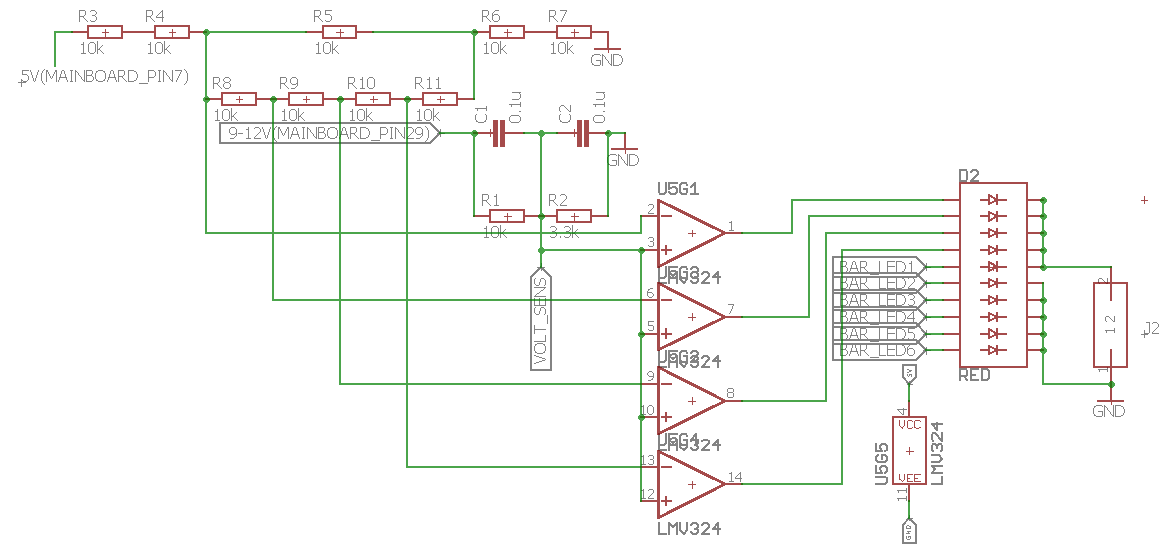 R3 R4 R5 R6 R7
10k 10k 10k 10k 10k
GND
5V(MAINBOARD_PIN7)
R8 R9 R10 R11
10k 10k 10k 10k
C1 0.1u C2 0.1u
9-12V(MAINBOARD_PIN29)
GND
R1 R2
10k 3.3k
VOLT_SENS
U5G1
2 3 1
LMV324
6 5 7
U5G2
LMV324
9 10 8
U5G4
LMV324
13 12 14
LMV324
D2
BAR_LED1
BAR_LED2
BAR_LED3
BAR_LED4
BAR_LED5
BAR_LED6
RED
2
1 2
1
J2
GND
5V
4
VCC
U5G5 LMV324
VEE
11
GND